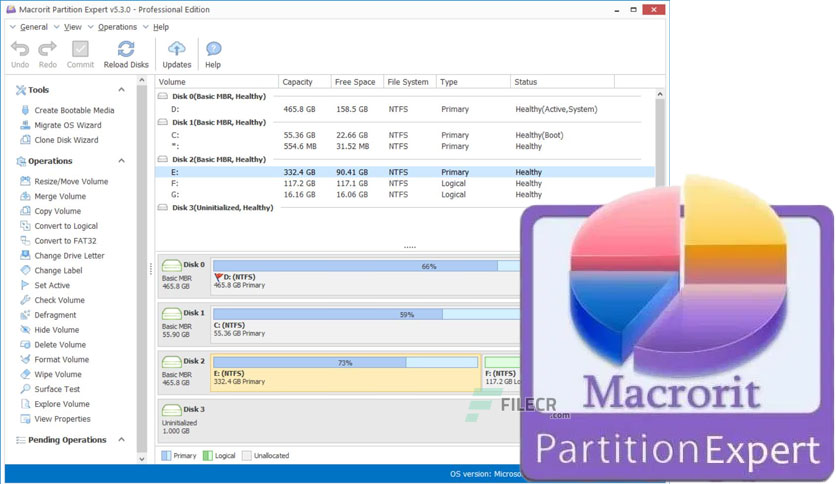 Macrorit Partition Expert v5.3.0 - Professional Edition
General View Operations Help
Undo Redo Commit Reload Disks Updates Help
Tools
Create Bootable Media
Migrate OS Wizard
Clone Disk Wizard
Operations
Resize/Move Volume
Merge Volume
Copy Volume
Convert to Logical
Convert to FAT32
Change Drive Letter
Change Label
Set Active
Check Volume
Defragment
Hide Volume
Delete Volume
Format Volume
Wipe Volume
Surface Test
Explore Volume
View Properties
Pending Operations
Volume Capacity Free Space File System Type Status
Disk 0(Basic MBR, Healthy)
D: 465.8 GB 158.5 GB NTFS Primary Healthy(Active,System)
Disk 1(Basic MBR, Healthy)
C: 55.36 GB 22.66 GB NTFS Primary Healthy(Boot)
*: 554.6 MB 31.52 MB NTFS Primary Healthy
Disk 2(Basic MBR, Healthy)
E: 332.4 GB 90.41 GB NTFS Primary Healthy
F: 117.2 GB 117.1 GB NTFS Logical Healthy
G: 16.16 GB 16.06 GB NTFS Logical Healthy
Disk 3(Uninitialized, Healthy)
Disk 0
Basic MBR
465.8 GB
66%
D: (NTFS)
465.8 GB Primary
Disk 1
Basic MBR
55.90 GB
59%
C: (NTFS)
55.36 GB Primary
Disk 2
Basic MBR
465.8 GB
73%
E: (NTFS)
332.4 GB Primary
F: (NTFS)
117.2 GB Lo
Disk 3
Uninitialized
1.000 GB
FILECR
.com
Primary Logical Unallocated
OS version: Microso
Macrorit
Partition Expert